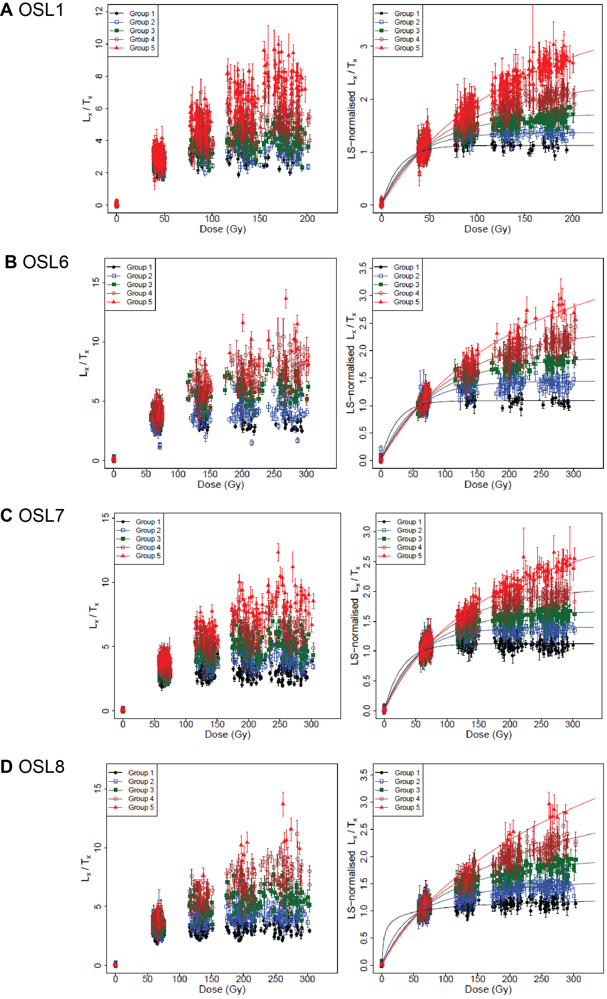 A OSL1
Group 1
Group 2
Group 3
Group 4
Group 5
12
10
8
6
4
2
0
Lx / Tx
0 50 100 150 200
Dose (Gy)
Group 1
Group 2
Group 3
Group 4
Group 5
3
2
1
0
LS−normalised Lx / Tx
0 50 100 150 200
Dose (Gy)
B OSL6
Group 1
Group 2
Group 3
Group 4
Group 5
15
10
5
0
Lx / Tx
0 50 100 150 200 250 300
Dose (Gy)
Group 1
Group 2
Group 3
Group 4
Group 5
3.5
3.0
2.5
2.0
1.5
1.0
0.5
0.0
LS−normalised Lx / Tx
0 50 100 150 200 250 300
Dose (Gy)
C OSL7
Group 1
Group 2
Group 3
Group 4
Group 5
15
10
5
0
Lx / Tx
0 50 100 150 200 250 300
Dose (Gy)
Group 1
Group 2
Group 3
Group 4
Group 5
3.0
2.5
2.0
1.5
1.0
0.5
0.0
LS−normalised Lx / Tx
0 50 100 150 200 250 300
Dose (Gy)
D OSL8
Group 1
Group 2
Group 3
Group 4
Group 5
15
10
5
0
Lx / Tx
0 50 100 150 200 250 300
Dose (Gy)
Group 1
Group 2
Group 3
Group 4
Group 5
3.5
3.0
2.5
2.0
1.5
1.0
0.5
0.0
LS−normalised Lx / Tx
0 50 100 150 200 250 300
Dose (Gy)